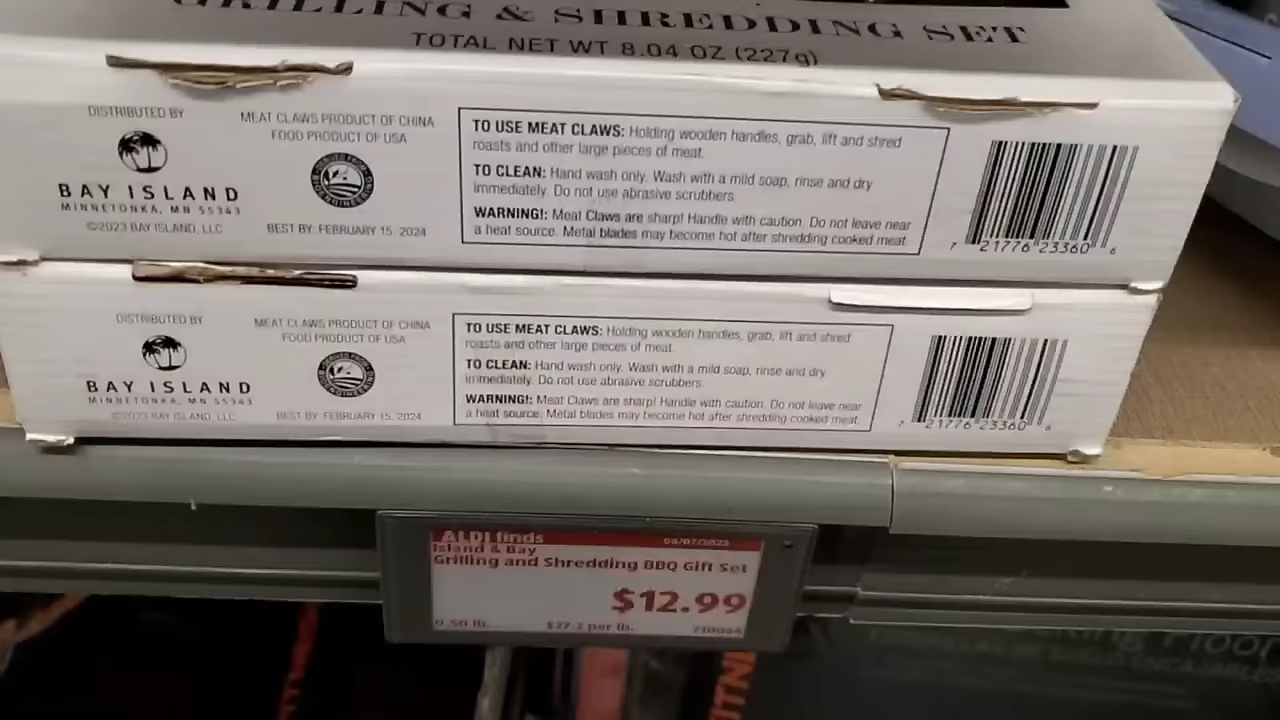 GRILLING & SHREDDING SET
TOTAL NET WT 8.04 OZ (227g)
DISTRIBUTED BY
BAY ISLAND
MINNETONKA, MN 55343
©2023 BAY ISLAND, LLC
MEAT CLAWS PRODUCT OF CHINA
FOOD PRODUCT OF USA
BEST BY: FEBRUARY 15, 2024
TO USE MEAT CLAWS: Holding wooden handles, grab, lift and shred
roasts and other large pieces of meat.
TO CLEAN: Hand wash only. Wash with a mild soap, rinse and dry
immediately. Do not use abrasive scrubbers.
WARNING!: Meat Claws are sharp! Handle with caution. Do not leave near
a heat source. Metal blades may become hot after shredding cooked meat.
7 21776 23360 6
DISTRIBUTED BY
BAY ISLAND
MINNETONKA, MN 55343
©2023 BAY ISLAND, LLC
MEAT CLAWS PRODUCT OF CHINA
FOOD PRODUCT OF USA
BEST BY: FEBRUARY 15, 2024
TO USE MEAT CLAWS: Holding wooden handles, grab, lift and shred
roasts and other large pieces of meat.
TO CLEAN: Hand wash only. Wash with a mild soap, rinse and dry
immediately. Do not use abrasive scrubbers.
WARNING!: Meat Claws are sharp! Handle with caution. Do not leave near
a heat source. Metal blades may become hot after shredding cooked meat.
7 21776 23360 6
ALDI finds
Island & Bay
Grilling and Shredding BBQ Gift Set
$12.99
0.50 lb.
per lb.